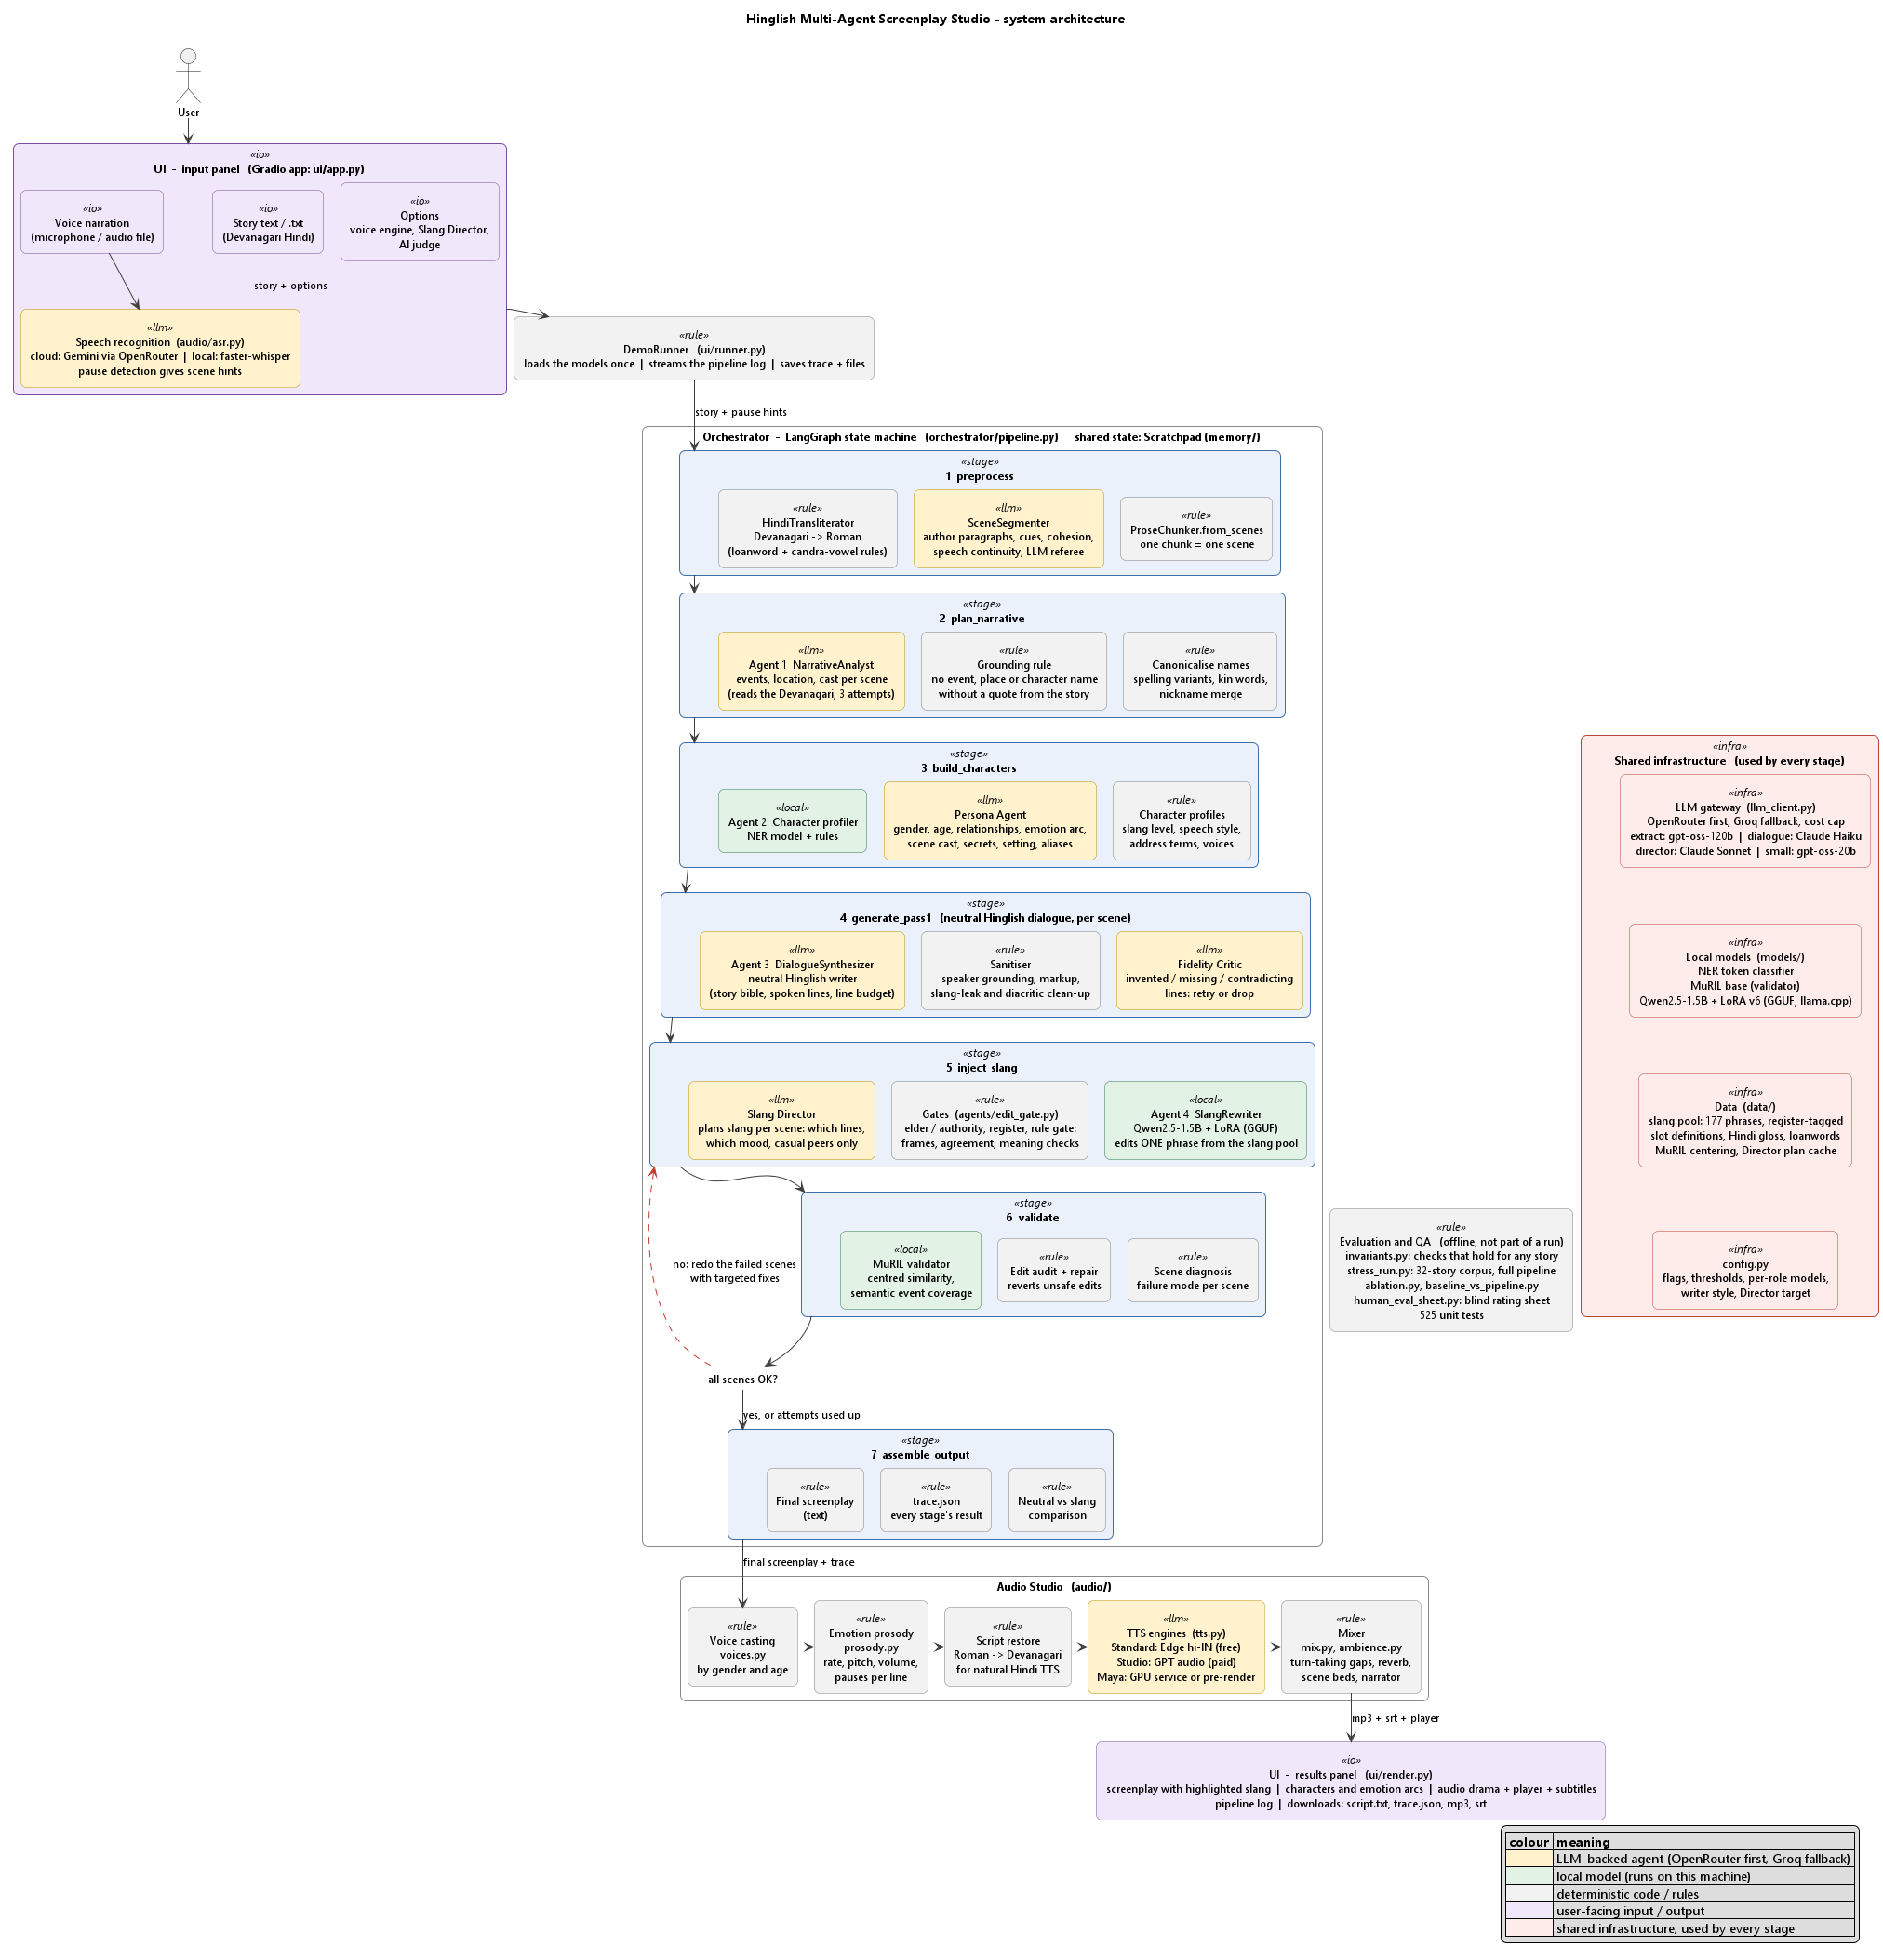 Hinglish Multi-Agent Screenplay Studio - system architecture
User
«io»
UI - input panel (Gradio app: ui/app.py)
«io»
Voice narration
(microphone / audio file)
«io»
Story text / .txt
(Devanagari Hindi)
«io»
Options
voice engine, Slang Director,
AI judge
story + options
«llm»
Speech recognition (audio/asr.py)
cloud: Gemini via OpenRouter | local: faster-whisper
pause detection gives scene hints
«rule»
DemoRunner (ui/runner.py)
loads the models once | streams the pipeline log | saves trace + files
story + pause hints
Orchestrator - LangGraph state machine (orchestrator/pipeline.py) shared state: Scratchpad (memory/)
«stage»
1 preprocess
«rule»
HindiTransliterator
Devanagari -> Roman
(loanword + candra-vowel rules)
«llm»
SceneSegmenter
author paragraphs, cues, cohesion,
speech continuity, LLM referee
«rule»
ProseChunker.from_scenes
one chunk = one scene
«stage»
2 plan_narrative
«llm»
Agent 1 NarrativeAnalyst
events, location, cast per scene
(reads the Devanagari, 3 attempts)
«rule»
Grounding rule
no event, place or character name
without a quote from the story
«rule»
Canonicalise names
spelling variants, kin words,
nickname merge
«stage»
3 build_characters
«local»
Agent 2 Character profiler
NER model + rules
«llm»
Persona Agent
gender, age, relationships, emotion arc,
scene cast, secrets, setting, aliases
«rule»
Character profiles
slang level, speech style,
address terms, voices
«stage»
4 generate_pass1 (neutral Hinglish dialogue, per scene)
«llm»
Agent 3 DialogueSynthesizer
neutral Hinglish writer
(story bible, spoken lines, line budget)
«rule»
Sanitiser
speaker grounding, markup,
slang-leak and diacritic clean-up
«llm»
Fidelity Critic
invented / missing / contradicting
lines: retry or drop
«stage»
5 inject_slang
«llm»
Slang Director
plans slang per scene: which lines,
which mood, casual peers only
«rule»
Gates (agents/edit_gate.py)
elder / authority, register, rule gate:
frames, agreement, meaning checks
«local»
Agent 4 SlangRewriter
Qwen2.5-1.5B + LoRA (GGUF)
edits ONE phrase from the slang pool
«stage»
6 validate
«local»
MuRIL validator
centred similarity,
semantic event coverage
«rule»
Edit audit + repair
reverts unsafe edits
«rule»
Scene diagnosis
failure mode per scene
no: redo the failed scenes
with targeted fixes
all scenes OK?
yes, or attempts used up
«stage»
7 assemble_output
«rule»
Final screenplay
(text)
«rule»
trace.json
every stage's result
«rule»
Neutral vs slang
comparison
final screenplay + trace
«rule»
Evaluation and QA (offline, not part of a run)
invariants.py: checks that hold for any story
stress_run.py: 32-story corpus, full pipeline
ablation.py, baseline_vs_pipeline.py
human_eval_sheet.py: blind rating sheet
525 unit tests
«infra»
Shared infrastructure (used by every stage)
«infra»
LLM gateway (llm_client.py)
OpenRouter first, Groq fallback, cost cap
extract: gpt-oss-120b | dialogue: Claude Haiku
director: Claude Sonnet | small: gpt-oss-20b
«infra»
Local models (models/)
NER token classifier
MuRIL base (validator)
Qwen2.5-1.5B + LoRA v6 (GGUF, llama.cpp)
«infra»
Data (data/)
slang pool: 177 phrases, register-tagged
slot definitions, Hindi gloss, loanwords
MuRIL centering, Director plan cache
«infra»
config.py
flags, thresholds, per-role models,
writer style, Director target
Audio Studio (audio/)
«rule»
Voice casting
voices.py
by gender and age
«rule»
Emotion prosody
prosody.py
rate, pitch, volume,
pauses per line
«rule»
Script restore
Roman -> Devanagari
for natural Hindi TTS
«llm»
TTS engines (tts.py)
Standard: Edge hi-IN (free)
Studio: GPT audio (paid)
Maya: GPU service or pre-render
«rule»
Mixer
mix.py, ambience.py
turn-taking gaps, reverb,
scene beds, narrator
mp3 + srt + player
«io»
UI - results panel (ui/render.py)
screenplay with highlighted slang | characters and emotion arcs | audio drama + player + subtitles
pipeline log | downloads: script.txt, trace.json, mp3, srt
colour meaning
LLM-backed agent (OpenRouter first, Groq fallback)
local model (runs on this machine)
deterministic code / rules
user-facing input / output
shared infrastructure, used by every stage